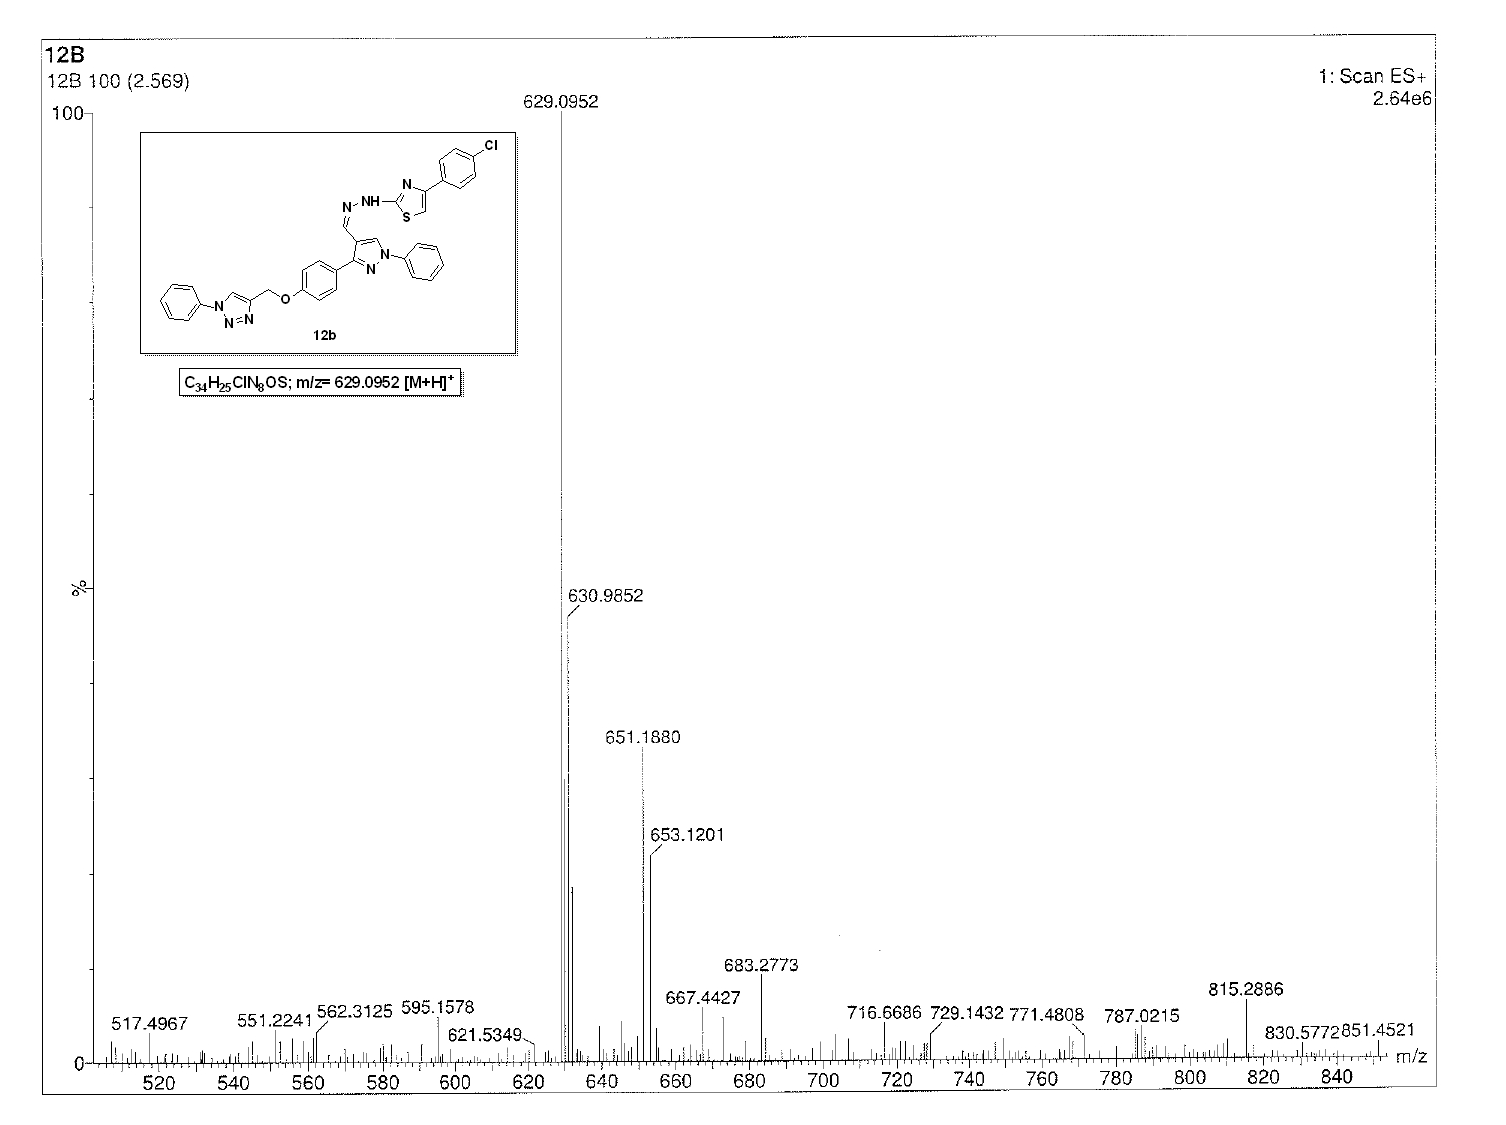 12B
12B 100 (2.569)
1: Scan ES+
2.64e6
100
%
0
629.0952
630.9852
651.1880
653.1201
683.2773
667.4427
815.2886
517.4967
551.2241
562.3125
595.1578
621.5349
716.6686
729.1432
771.4808
787.0215
830.5772
851.4521
Cl
N
S
N
NH
N
N
O
N
N=N
12b
C34H25ClN8OS; m/z= 629.0952 [M+H]+
520 540 560 580 600 620 640 660 680 700 720 740 760 780 800 820 840
m/z